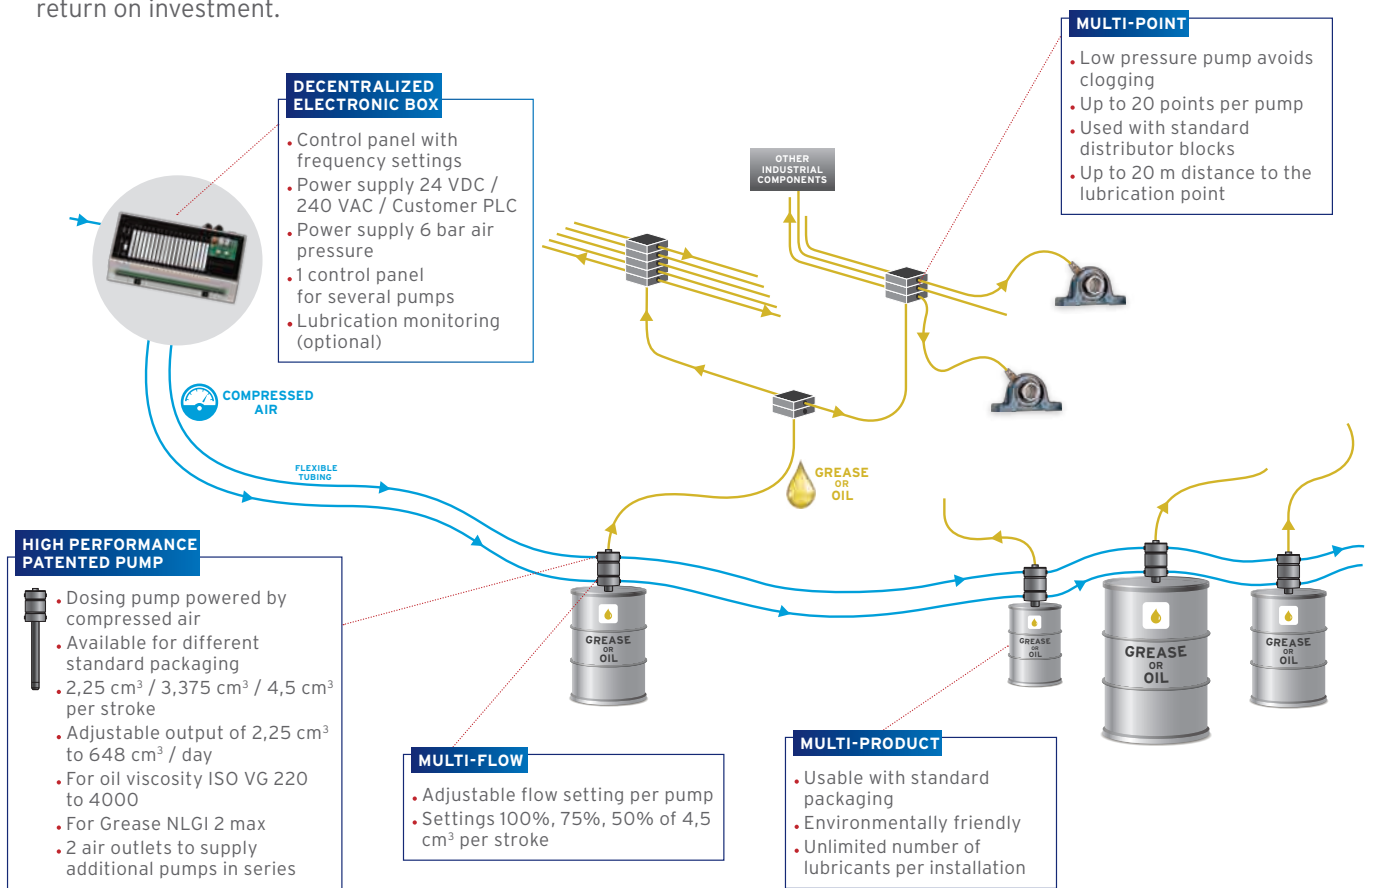 return on investment.
MULTI-POINT
• Low pressure pump avoids
clogging
• Up to 20 points per pump
• Used with standard
distributor blocks
• Up to 20 m distance to the
lubrication point
DECENTRALIZED
ELECTRONIC BOX
• Control panel with
frequency settings
• Power supply 24 VDC /
240 VAC / Customer PLC
• Power supply 6 bar air
pressure
• 1 control panel
for several pumps
• Lubrication monitoring
(optional)
OTHER
INDUSTRIAL
COMPONENTS
COMPRESSED
AIR
FLEXIBLE
TUBING
GREASE
OR
OIL
HIGH PERFORMANCE
PATENTED PUMP
• Dosing pump powered by
compressed air
• Available for different
standard packaging
• 2,25 cm³ / 3,375 cm³ / 4,5 cm³
per stroke
• Adjustable output of 2,25 cm³
to 648 cm³ / day
• For oil viscosity ISO VG 220
to 4000
• For Grease NLGI 2 max
• 2 air outlets to supply
additional pumps in series
GREASE
OR
OIL
GREASE
OR
OIL
GREASE
OR
OIL
GREASE
OR
OIL
MULTI-FLOW
• Adjustable flow setting per pump
• Settings 100%, 75%, 50% of 4,5
cm³ per stroke
MULTI-PRODUCT
• Usable with standard
packaging
• Environmentally friendly
• Unlimited number of
lubricants per installation